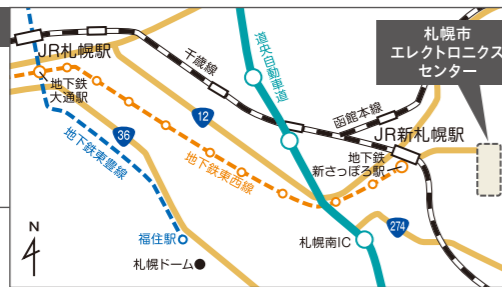 札幌市
エレクトロニクス
センター
JR札幌駅
千歳線
道央自動車道
地下鉄
大通駅
12
函館本線
36
JR新札幌駅
地下鉄東豊線
地下鉄東西線
地下鉄
新さっぽろ駅
N
福住駅
札幌南IC
274
札幌ドーム